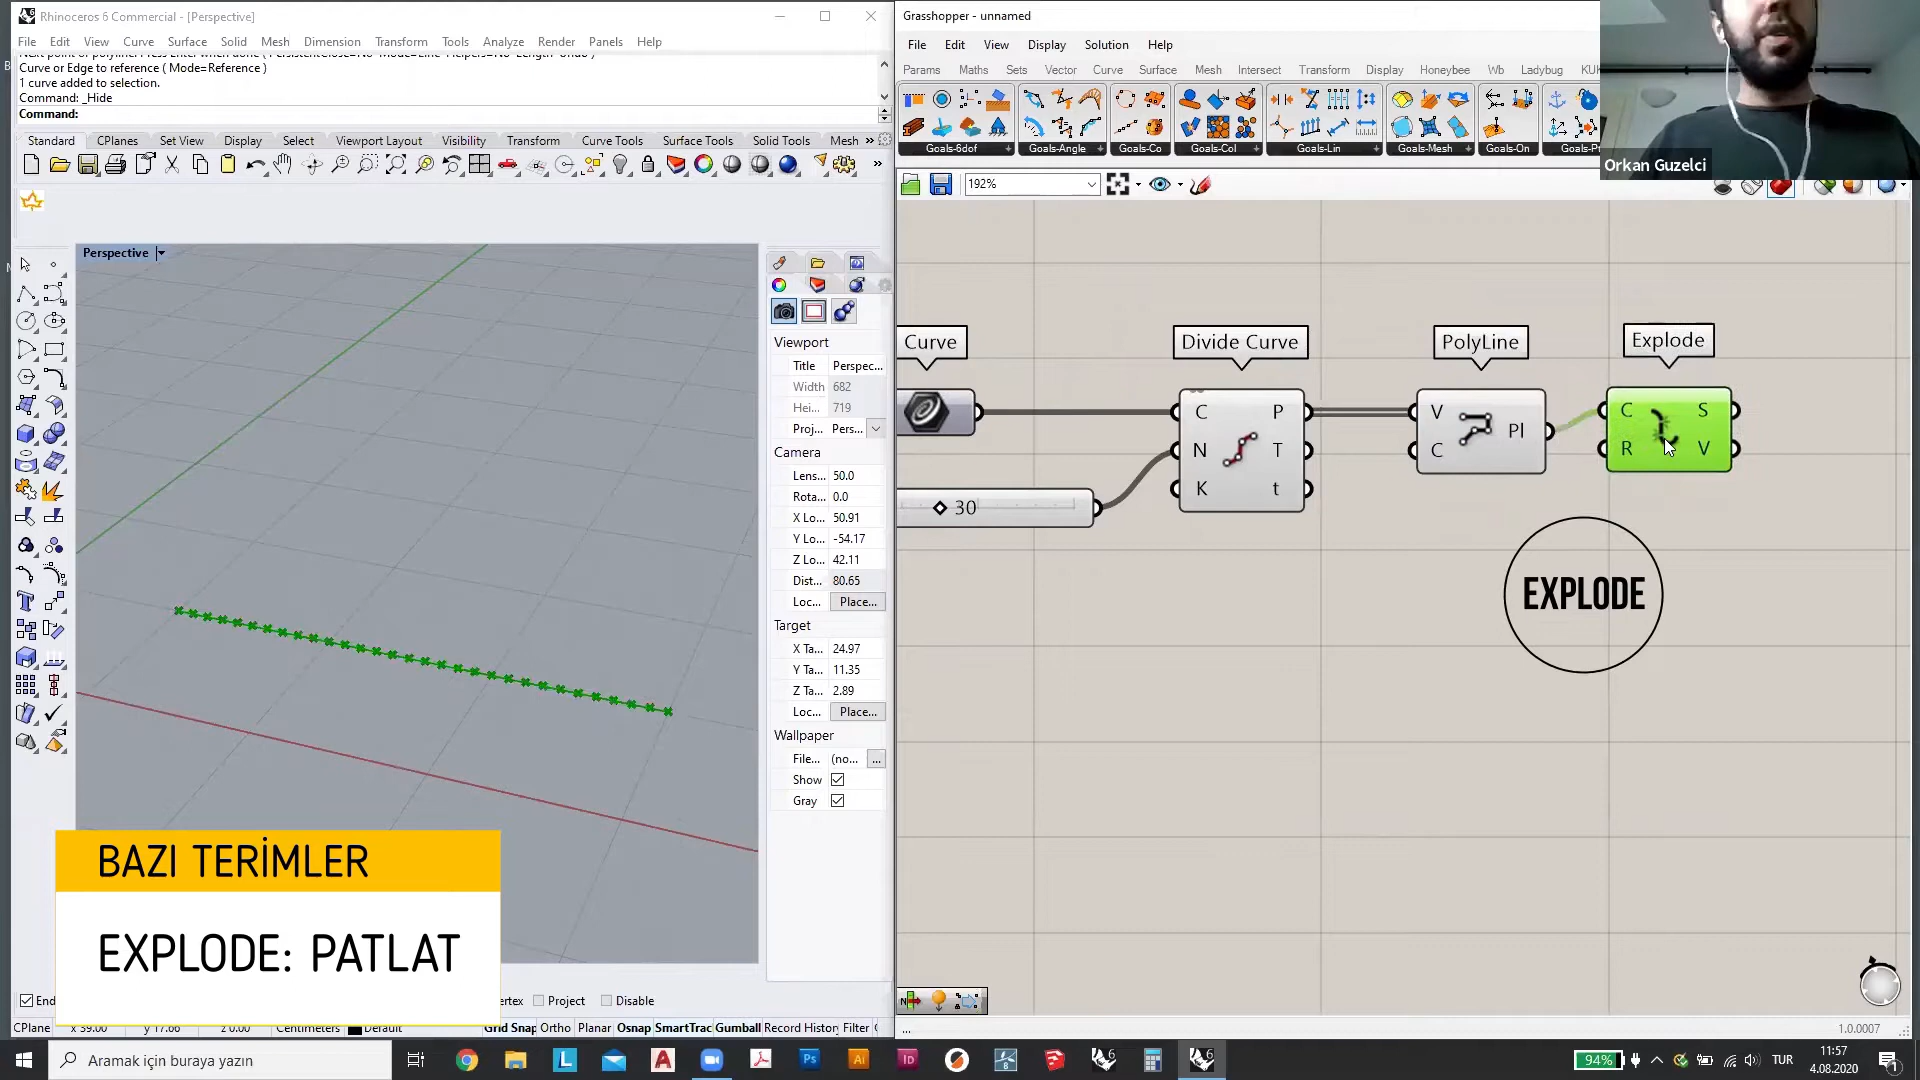 Rhinoceros 6 Commercial - [Perspective]
File Edit View Curve Surface Solid Mesh Dimension Transform Tools Analyze Render Panels Help
Curve or Edge to reference ( Mode=Reference )
1 curve added to selection.
Command: _Hide
Command:
Standard CPlanes Set View Display Select Viewport Layout Visibility Transform Curve Tools Surface Tools Solid Tools Mesh
Perspective
Viewport
Title Perspec...
Width 682
Hei... 719
Proj... Pers...
Camera
Lens... 50.0
Rota... 0.0
X Lo... 50.91
Y Lo... -54.17
Z Lo... 42.11
Dist... 80.65
Loc... Place...
Target
X Ta... 24.97
Y Ta... 11.35
Z Ta... 2.89
Loc... Place...
Wallpaper
File... (no... ...
Show
Gray
BAZI TERİMLER
EXPLODE: PATLAT
End
Project Disable
CPlane x 39.00 y 17.66 z 0.00 Centimeters Default Grid Snap Ortho Planar Osnap SmartTrac Gumball Record History Filter
Grasshopper - unnamed
File Edit View Display Solution Help
Params Maths Sets Vector Curve Surface Mesh Intersect Transform Display Honeybee Wb Ladybug KUK
Goals-6dof Goals-Angle Goals-Co Goals-Col Goals-Lin Goals-Mesh Goals-On
Orkan Guzelci
192%
Curve Divide Curve PolyLine Explode
C P V C S
N T C Pl R V
K t
30
EXPLODE
...
1.0.0007
Aramak için buraya yazın
94% TUR 11:57
4.08.2020